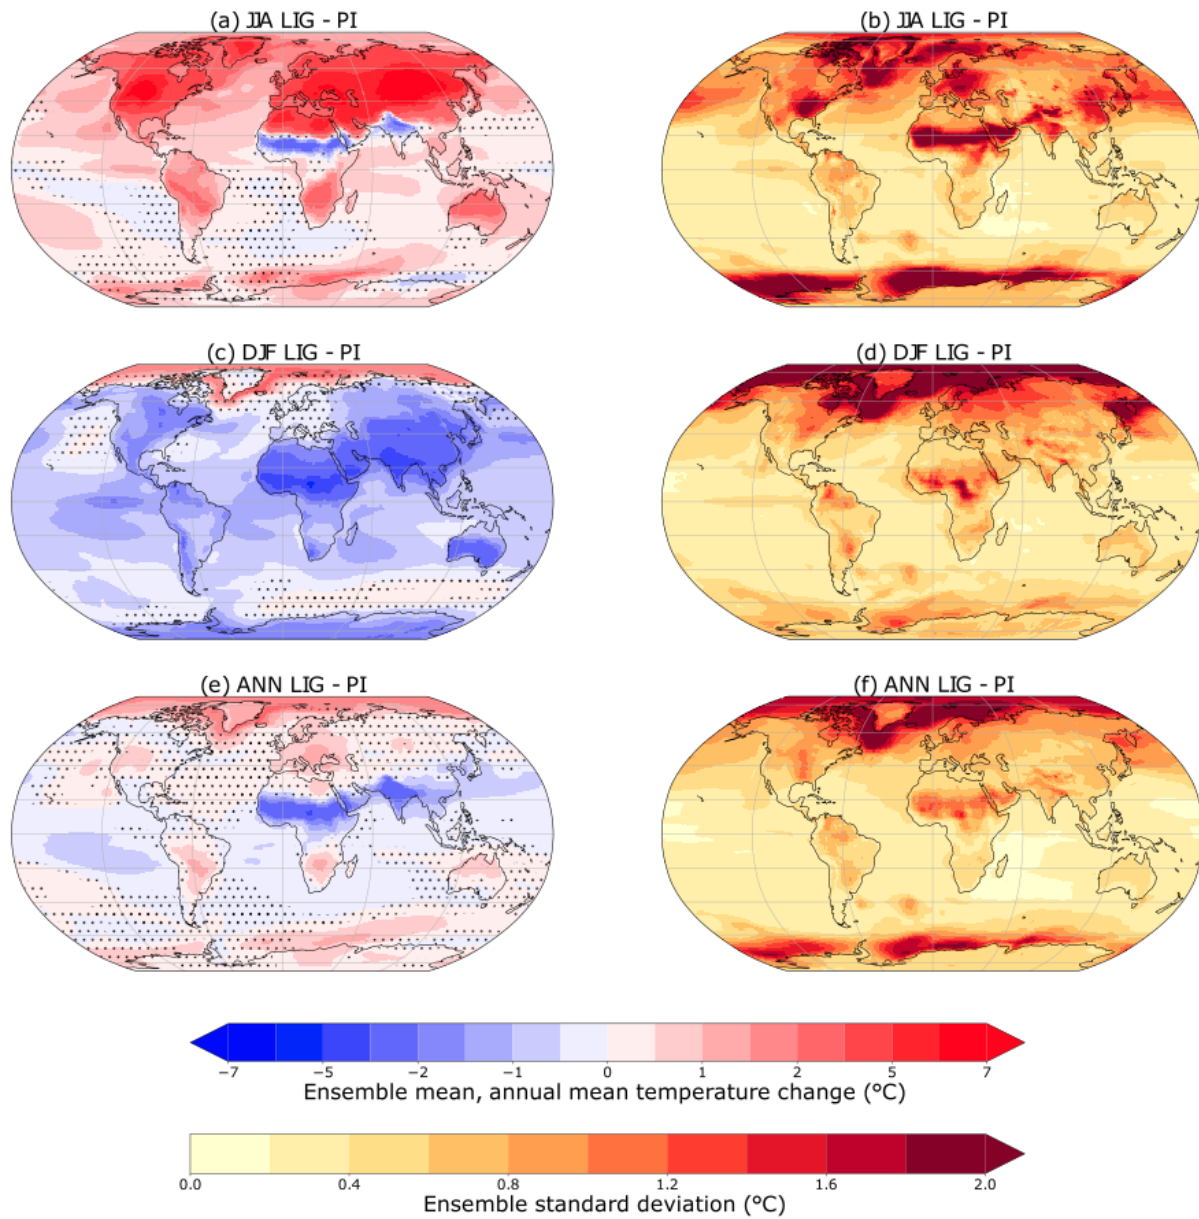 (a) JJA LIG - PI
(b) JJA LIG - PI
(c) DJF LIG - PI
(d) DJF LIG - PI
(e) ANN LIG - PI
(f) ANN LIG - PI
−7 −5 −2 −1 0 1 2 5 7
Ensemble mean, annual mean temperature change (°C)
0.0 0.4 0.8 1.2 1.6 2.0
Ensemble standard deviation (°C)